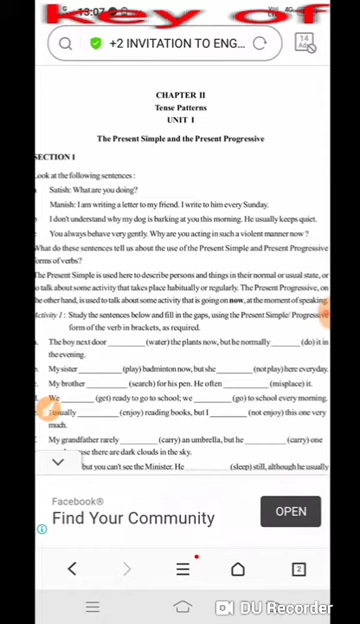 key of
13:07
4G
+2 INVITATION TO ENG...
14
CHAPTER II
Tense Patterns
UNIT 1
The Present Simple and the Present Progressive
SECTION 1
Look at the following sentences :
Satish: What are you doing?
Manish: I am writing a letter to my friend. I write to him every Sunday.
I don't understand why my dog is barking at you this morning. He usually keeps quiet.
You always behave very gently. Why are you acting in such a violent manner now ?
What do these sentences tell us about the use of the Present Simple and Present Progressive
forms of verbs?
The Present Simple is used here to describe persons and things in their normal or usual state, or
to talk about some activity that takes place habitually or regularly. The Present Progressive, on
the other hand, is used to talk about some activity that is going on now, at the moment of speaking.
Activity 1 : Study the sentences below and fill in the gaps, using the Present Simple/ Progressive
form of the verb in brackets, as required.
The boy next door ________ (water) the plants now, but he normally ________ (do) it in
the evening.
My sister ________ (play) badminton now, but she ________ (not play) here everyday.
My brother ________ (search) for his pen. He often ________ (misplace) it.
We ________ (get) ready to go to school; we ________ (go) to school every morning.
I usually ________ (enjoy) reading books, but I ________ (not enjoy) this one very
much.
My grandfather rarely ________ (carry) an umbrella, but he ________ (carry) one
there are dark clouds in the sky.
but you can't see the Minister. He ________ (sleep) still, although he usually
Facebook®
Find Your Community
OPEN
2
DU Recorder